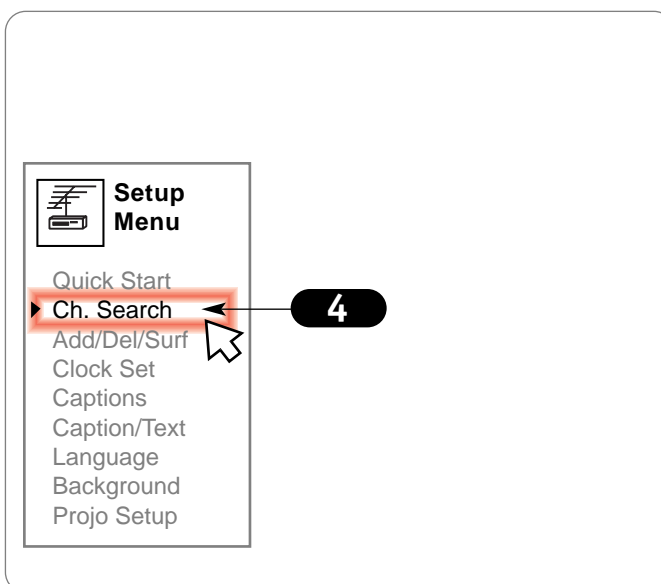 Setup
Menu
Quick Start
Ch. Search
4
Add/Del/Surf
Clock Set
Captions
Caption/Text
Language
Background
Projo Setup